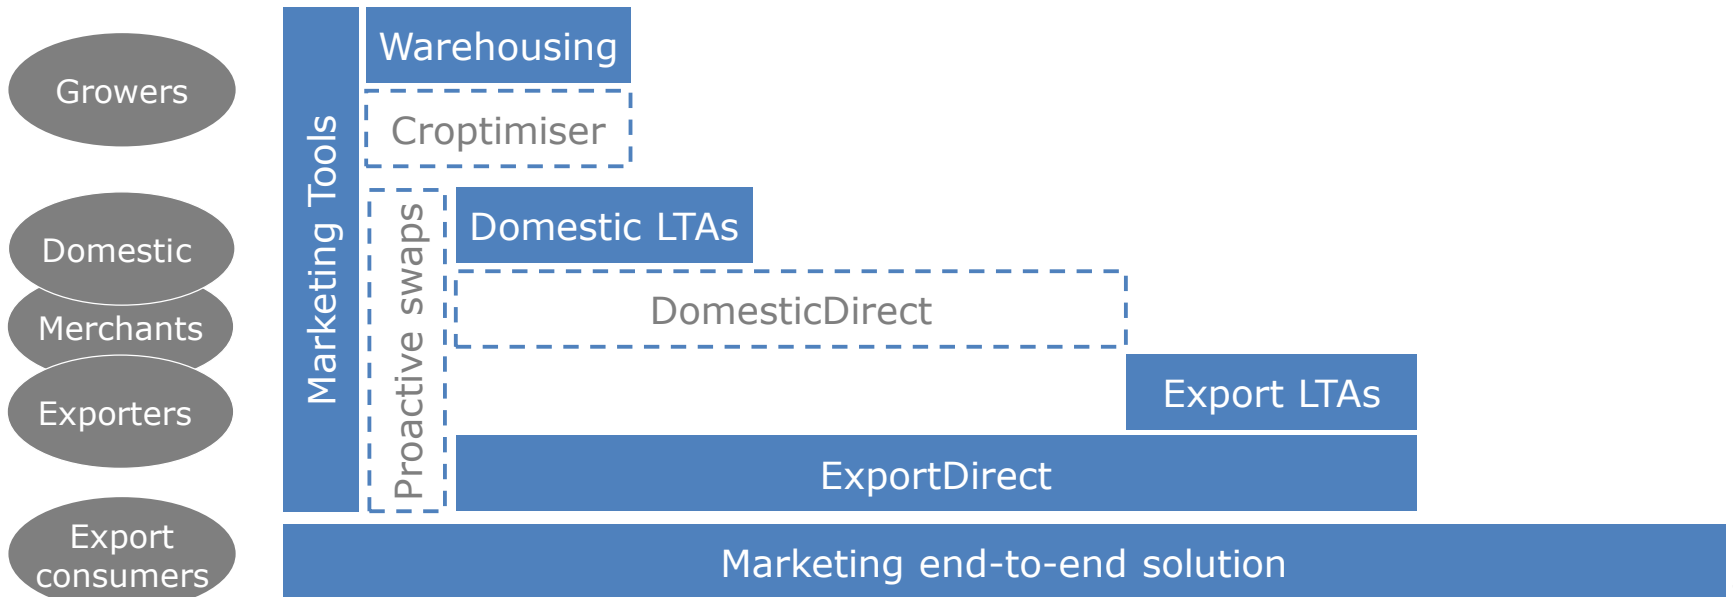 Growers
Domestic
Merchants
Exporters
Export
consumers
Marketing Tools
Warehousing
Croptimiser
Proactive swaps
Domestic LTAs
DomesticDirect
Export LTAs
ExportDirect
Marketing end-to-end solution